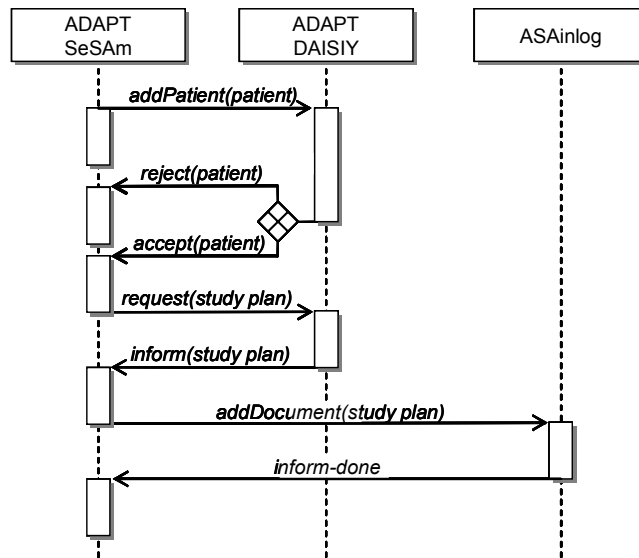 ADAPT
SeSAm
ADAPT
DAISIY
ASAinlog
addPatient(patient)
reject(patient)
accept(patient)
request(study plan)
inform(study plan)
addDocument(study plan)
inform-done